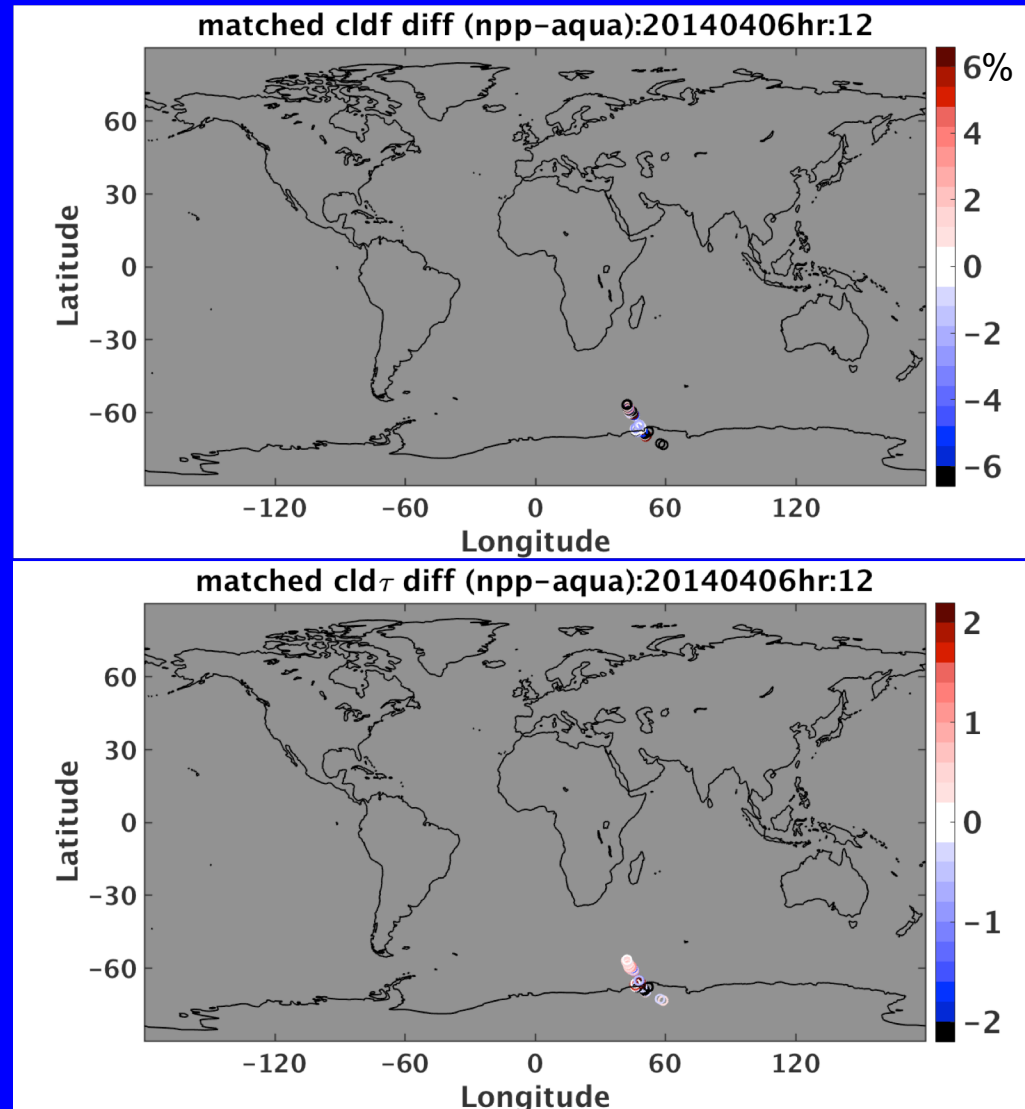 matched cldf diff (npp-aqua):20140406hr:12
6%
4
2
0
-2
-4
-6
60
30
0
-30
-60
Latitude
-120 -60 0 60 120
Longitude
matched cldτ diff (npp-aqua):20140406hr:12
2
1
0
-1
-2
60
30
0
-30
-60
Latitude
-120 -60 0 60 120
Longitude